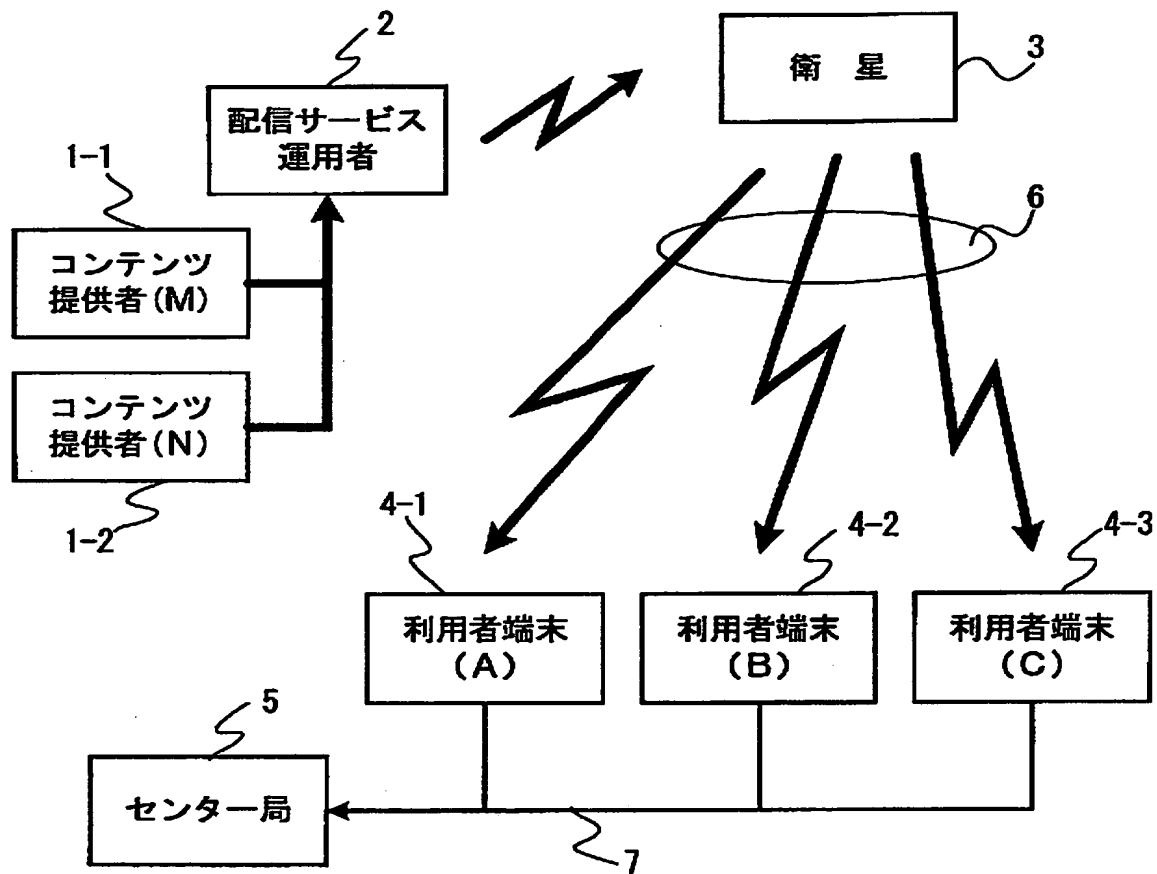 2
衛 星
3
配信サービス
運用者
1-1
6
コンテンツ
提供者(M)
コンテンツ
提供者(N)
1-2
4-1
4-2
4-3
利用者端末
(A)
利用者端末
(B)
利用者端末
(C)
5
センター局
7